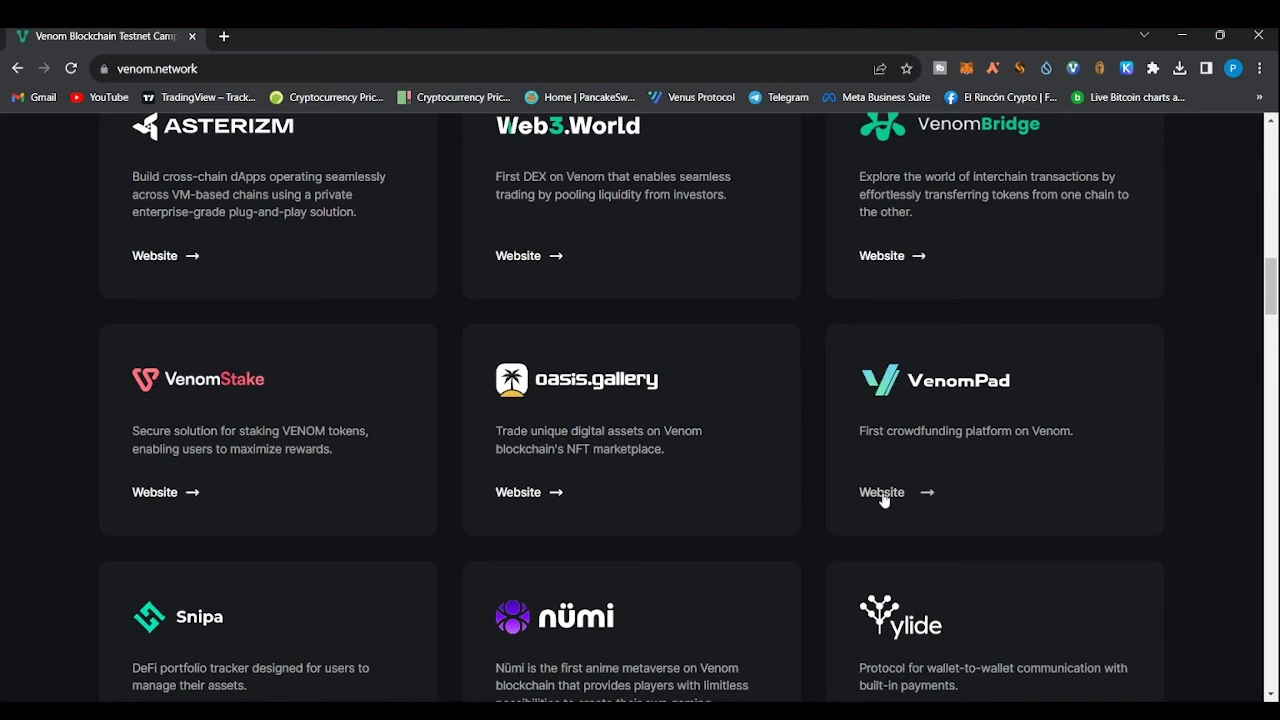 Venom Blockchain Testnet Camp
venom.network
P
Gmail
YouTube
TradingView – Track...
Cryptocurrency Pric...
Cryptocurrency Pric...
Home | PancakeSw...
Venus Protocol
Telegram
Meta Business Suite
El Rincón Crypto | F...
Live Bitcoin charts a...
»
ASTERIZM
Build cross-chain dApps operating seamlessly
across VM-based chains using a private
enterprise-grade plug-and-play solution.
Website →
Web3.World
First DEX on Venom that enables seamless
trading by pooling liquidity from investors.
Website →
VenomBridge
Explore the world of interchain transactions by
effortlessly transferring tokens from one chain to
the other.
Website →
VenomStake
Secure solution for staking VENOM tokens,
enabling users to maximize rewards.
Website →
oasis.gallery
Trade unique digital assets on Venom
blockchain's NFT marketplace.
Website →
VenomPad
First crowdfunding platform on Venom.
Website →
Snipa
DeFi portfolio tracker designed for users to
manage their assets.
nümi
Nümi is the first anime metaverse on Venom
blockchain that provides players with limitless
ylide
Protocol for wallet-to-wallet communication with
built-in payments.